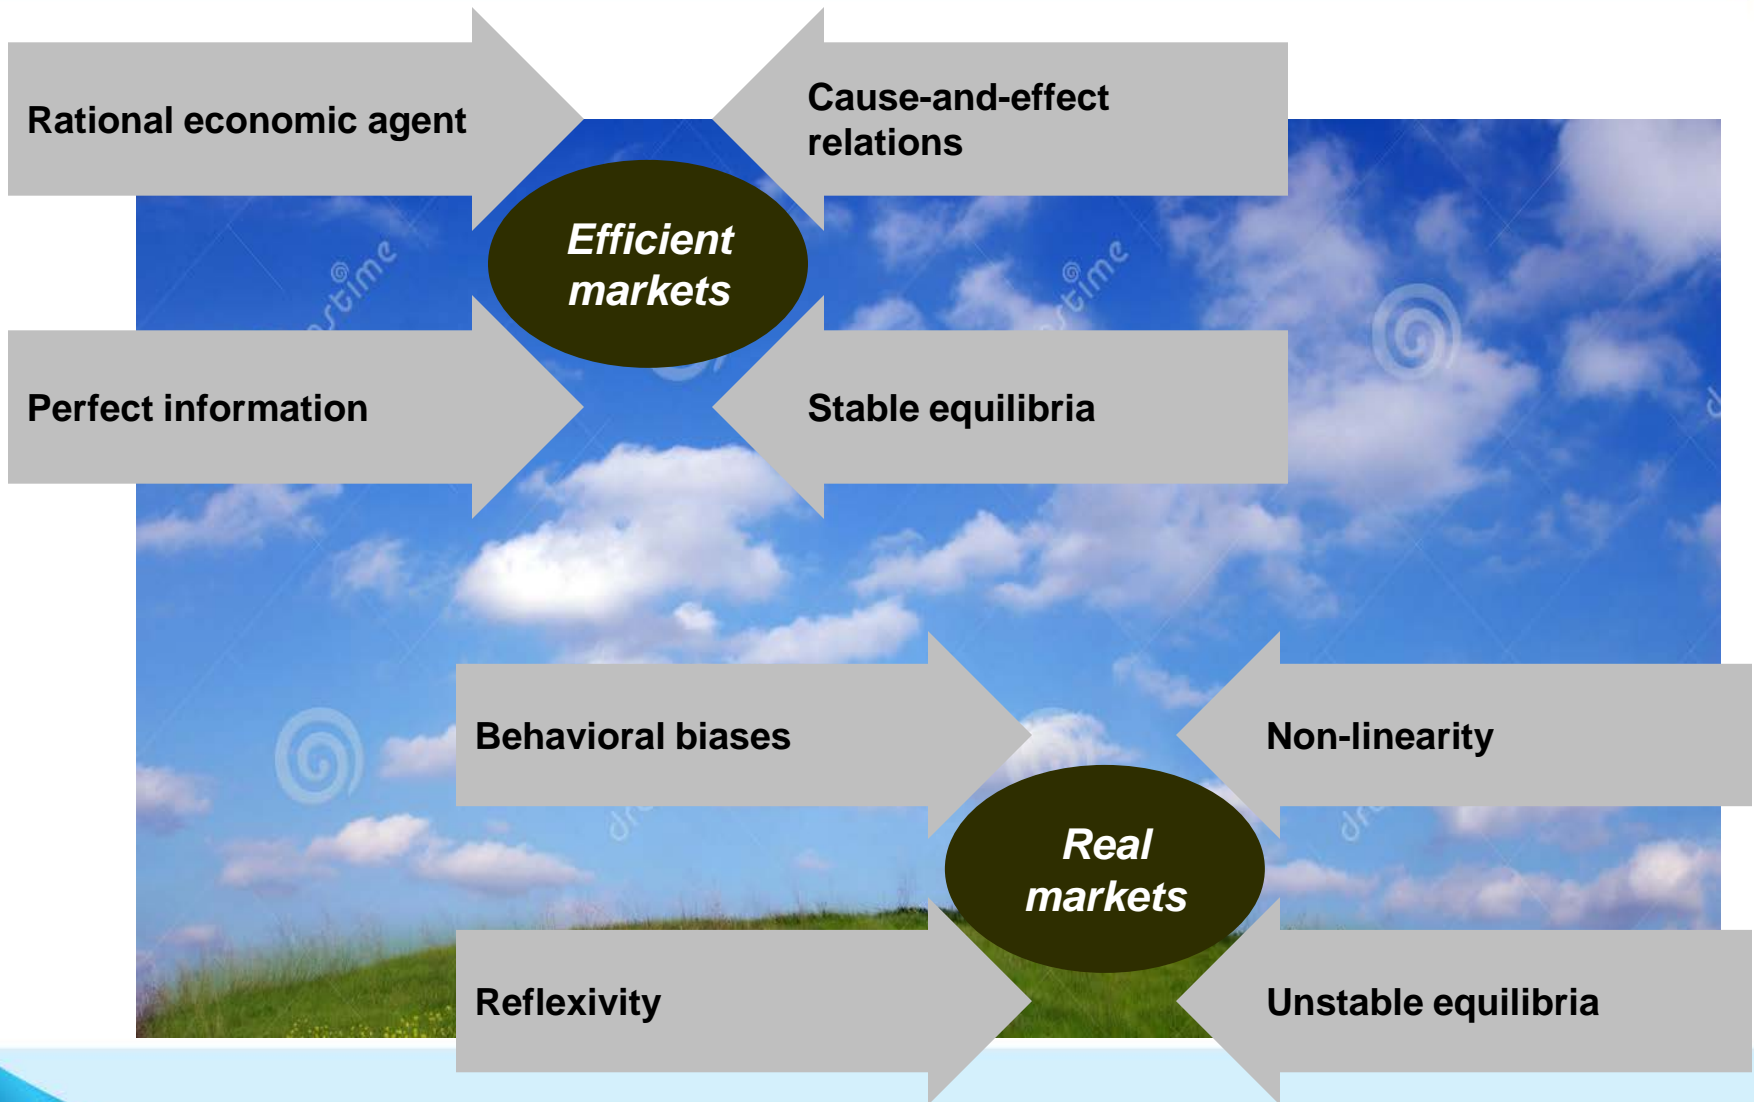 Rational economic agent
Cause-and-effect
relations
Efficient
markets
Perfect information
Stable equilibria
Behavioral biases
Non-linearity
Real
markets
Reflexivity
Unstable equilibria